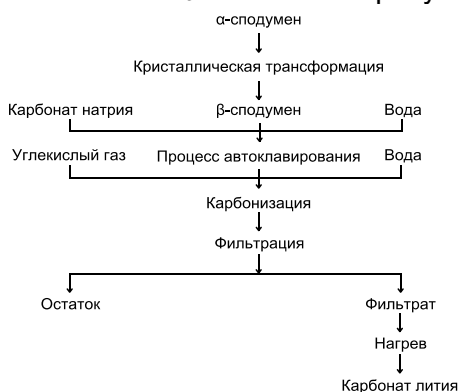 α-сподумен
Кристаллическая трансформация
Карбонат натрия β-сподумен Вода
Углекислый газ Процесс автоклавирования Вода
Карбонизация
Фильтрация
Остаток Фильтрат
Нагрев
Карбонат лития